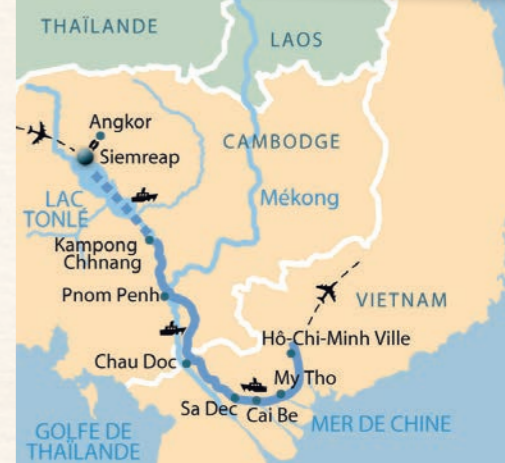 THAÏLANDE
LAOS
Angkor
CAMBODGE
Siemreap
LAC
TONLÉ
Mékong
Kampong
Chhnang
Pnom Penh
VIETNAM
Hô-Chi-Minh Ville
Chau Doc
My Tho
Sa Dec
Cai Be
MER DE CHINE
GOLFE DE
THAÏLANDE